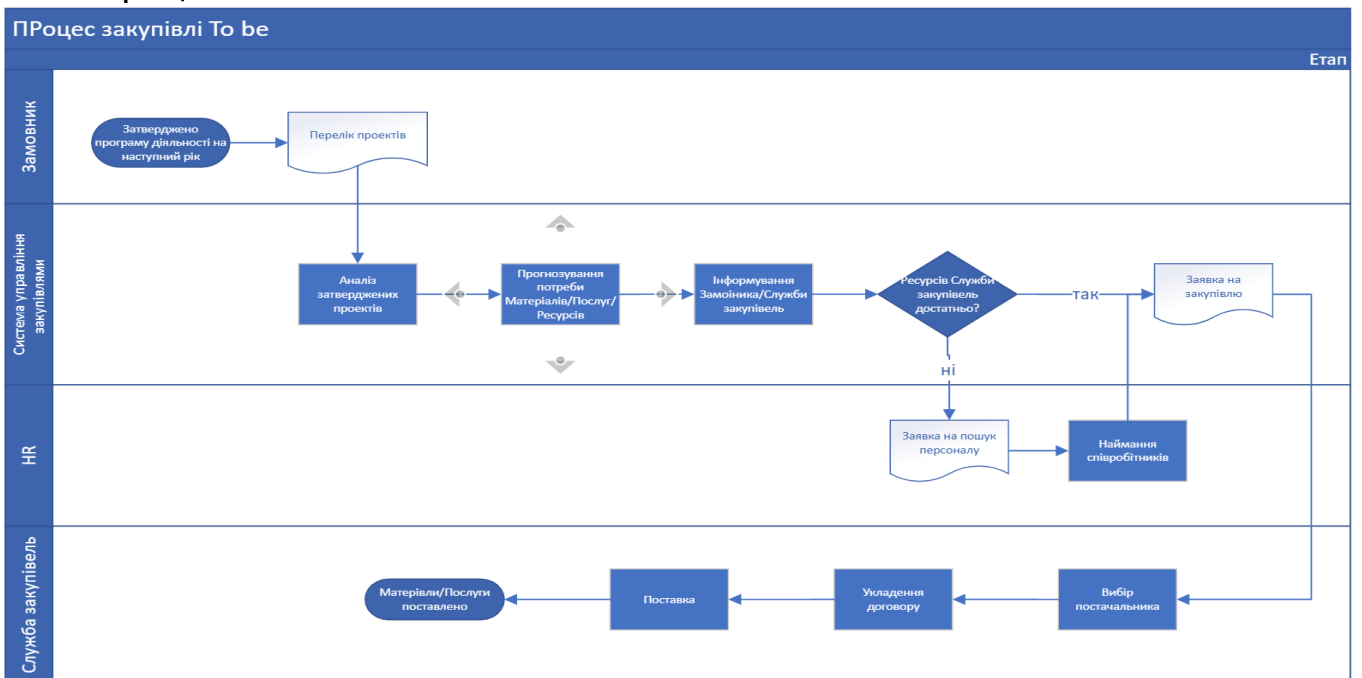 ПРоцес закупівлі To be
Етап
Замовник
Затверджено
програму діяльності на
наступний рік
Перелік проектів
Система управління
закупівлями
Аналіз
затверджених
проектів
Прогнозування
потреби
Матеріалів/Послуг/
Ресурсів
Інформування
Замоіника/Служби
закупівель
Ресурсів Служби
закупівель
достатньо?
так
Заявка на
закупівлю
ні
HR
Заявка на пошук
персоналу
Наймання
співробітників
Служба закупівель
Матерівли/Послуги
поставлено
Поставка
Укладення
договору
Вибір
постачальника